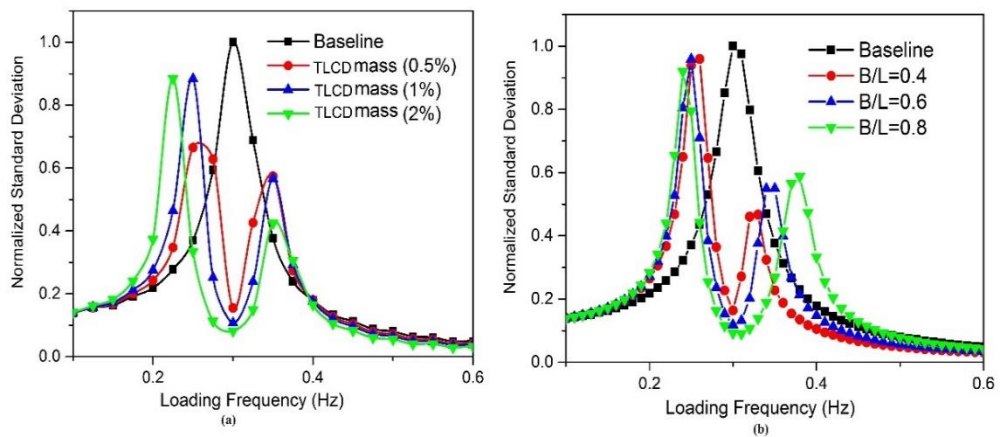 Normalized Standard Deviation
1.0
0.8
0.6
0.4
0.2
0.0
Baseline
TLCD mass (0.5%)
TLCD mass (1%)
TLCD mass (2%)
0.2
0.4
0.6
Loading Frequency (Hz)
(a)
Normalized Standard Deviation
1.0
0.8
0.6
0.4
0.2
0.0
Baseline
B/L=0.4
B/L=0.6
B/L=0.8
0.2
0.4
0.6
Loading Frequency (Hz)
(b)